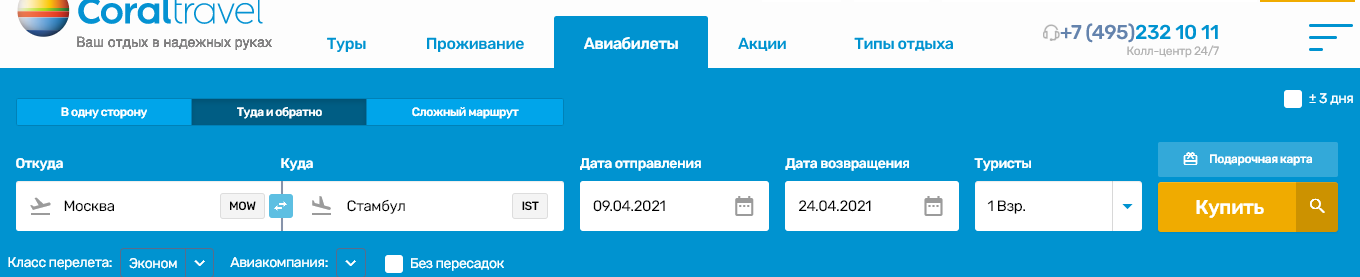 Coraltravel
Ваш отдых в надежных руках
Туры Проживание Авиабилеты Акции Типы отдыха
+7 (495)232 10 11
Колл-центр 24/7
В одну сторону Туда и обратно Сложный маршрут
± 3 дня
Откуда Куда Дата отправления Дата возвращения Туристы
Подарочная карта
Москва MOW Стамбул IST 09.04.2021 24.04.2021 1 Взр. Купить
Класс перелета: Эконом Авиакомпания: Без пересадок